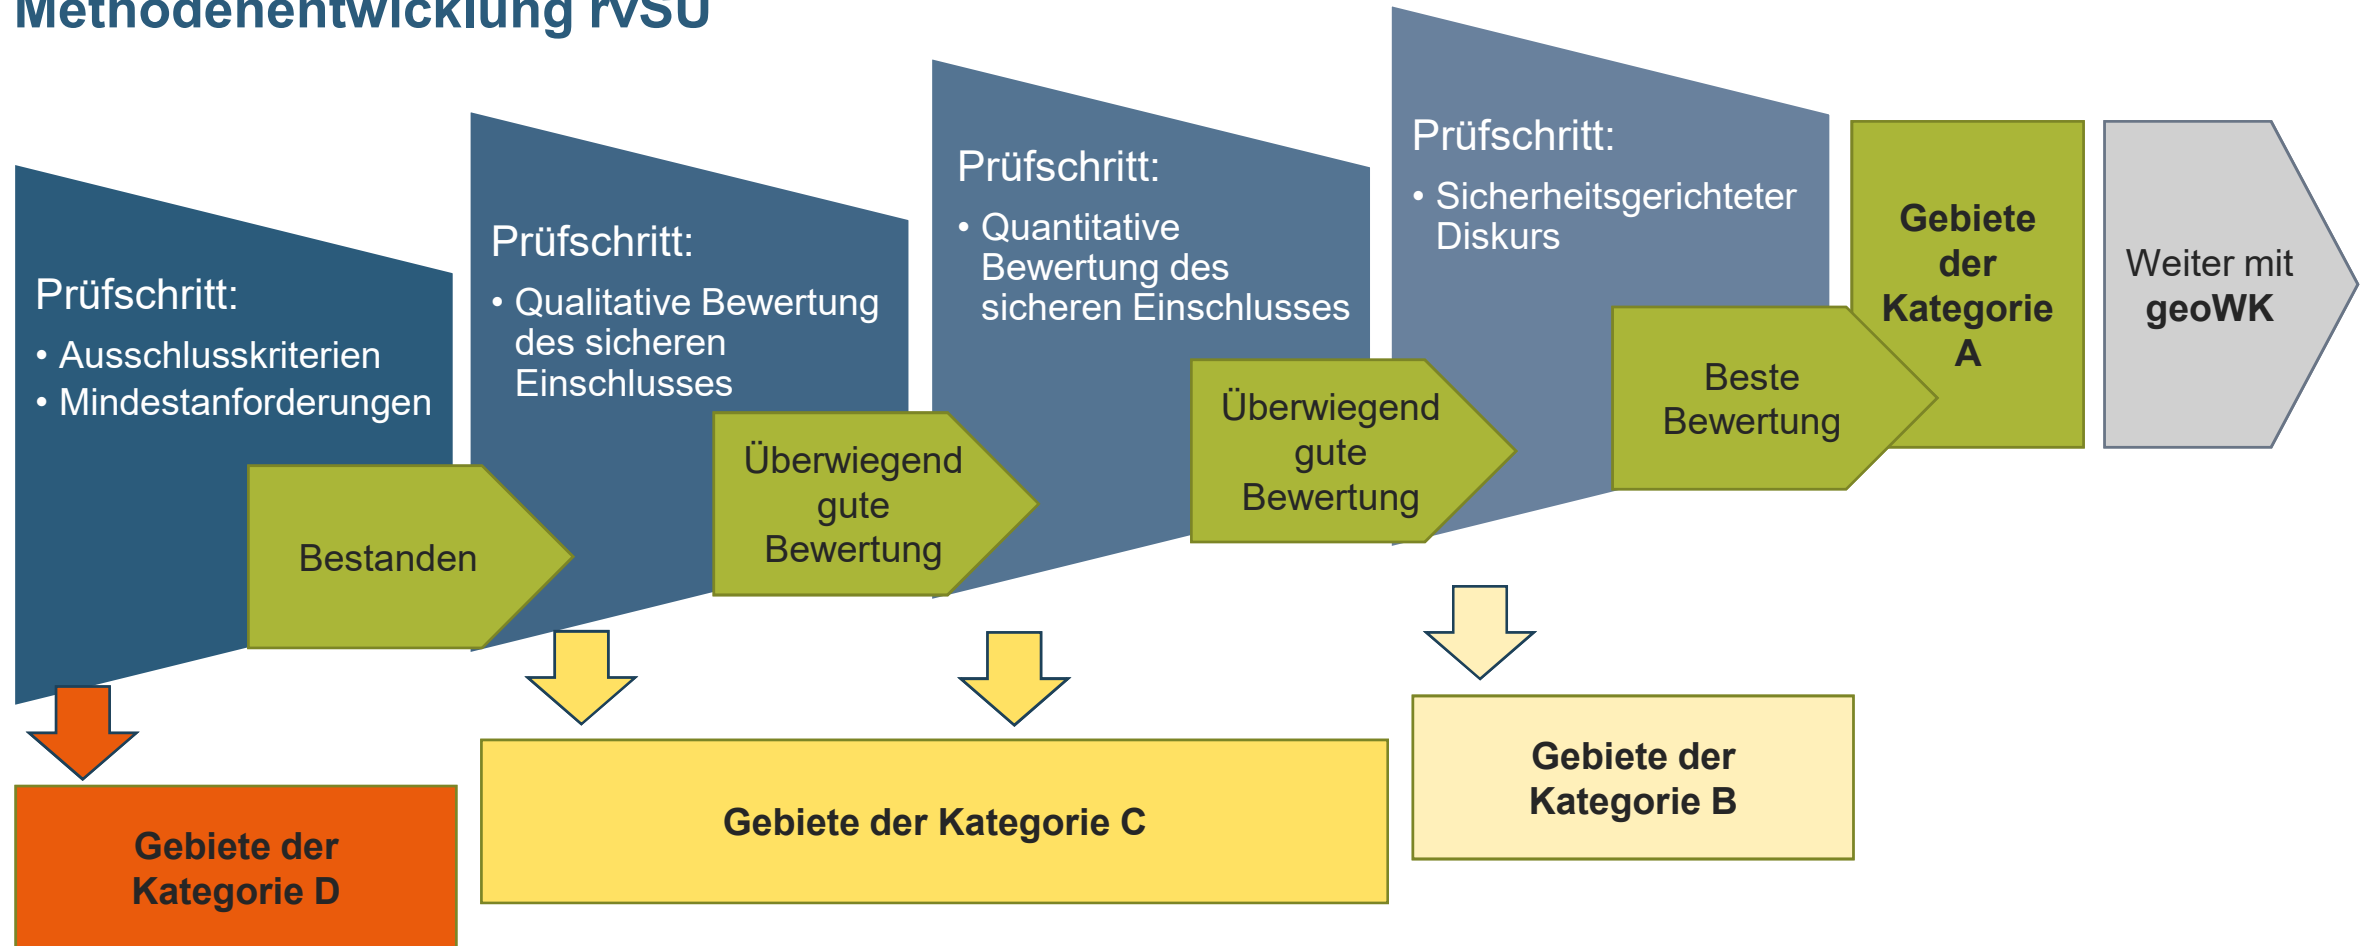 Methodenentwicklung rvSU
Prüfschritt:
• Ausschlusskriterien
• Mindestanforderungen
Bestanden
Prüfschritt:
• Qualitative Bewertung
des sicheren
Einschlusses
Überwiegend
gute
Bewertung
Prüfschritt:
• Quantitative
Bewertung des
sicheren Einschlusses
Überwiegend
gute
Bewertung
Prüfschritt:
• Sicherheitsgerichteter
Diskurs
Beste
Bewertung
Gebiete
der
Kategorie
A
Weiter mit
geoWK
Gebiete der
Kategorie D
Gebiete der Kategorie C
Gebiete der
Kategorie B